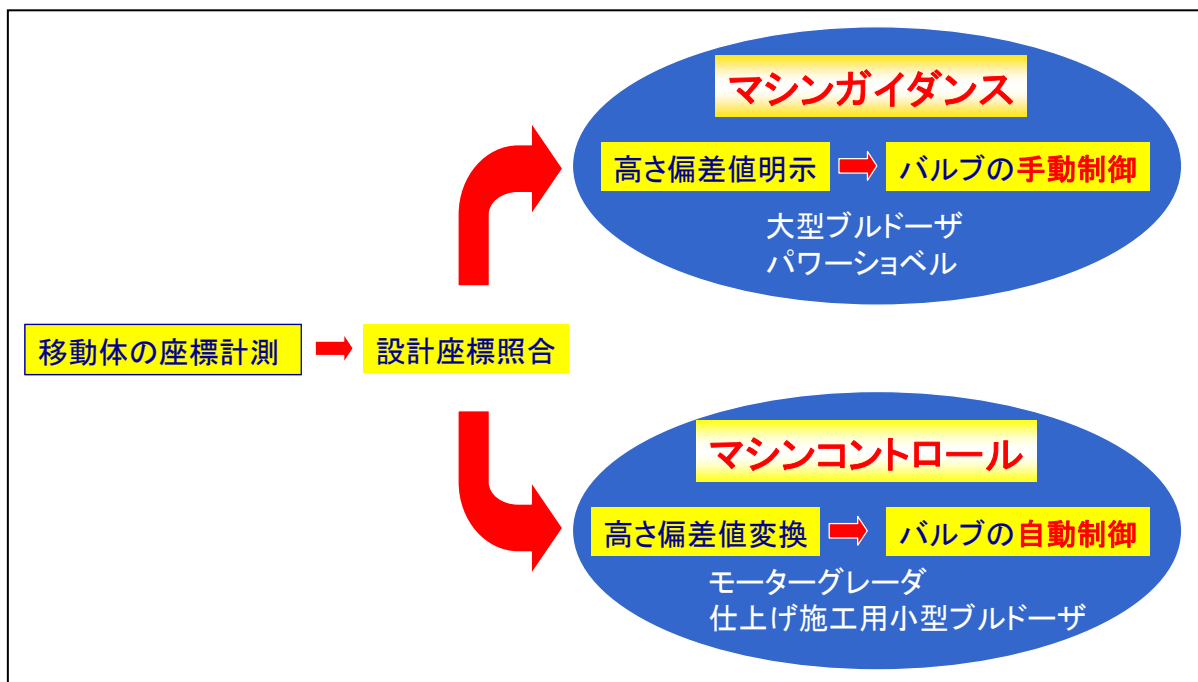 マシンガイダンス
高さ偏差値明示
バルブの手動制御
大型ブルドーザ
パワーショベル
移動体の座標計測
設計座標照合
マシンコントロール
高さ偏差値変換
バルブの自動制御
モーターグレーダ
仕上げ施工用小型ブルドーザ